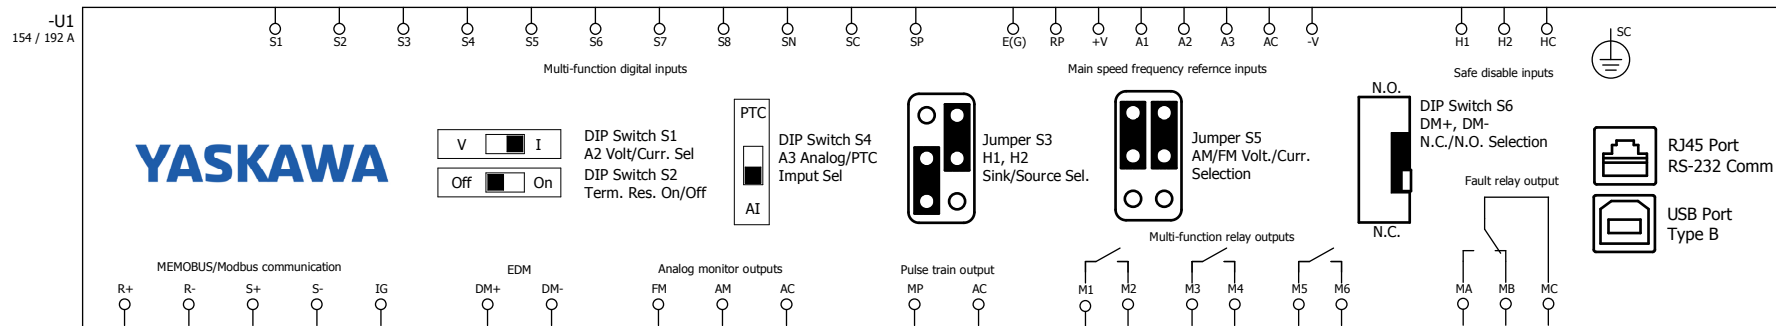 -U1
154 / 192 A
S1 S2 S3 S4 S5 S6 S7 S8 SN SC SP E(G) RP +V A1 A2 A3 AC -V H1 H2 HC SC
Multi-function digital inputs
Main speed frequency refernce inputs
Safe disable inputs
YASKAWA
V I
DIP Switch S1
A2 Volt/Curr. Sel
Off On
DIP Switch S2
Term. Res. On/Off
PTC
AI
DIP Switch S4
A3 Analog/PTC
Imput Sel
Jumper S3
H1, H2
Sink/Source Sel.
Jumper S5
AM/FM Volt./Curr.
Selection
N.O.
N.C.
DIP Switch S6
DM+, DM-
N.C./N.O. Selection
RJ45 Port
RS-232 Comm
USB Port
Type B
Fault relay output
Multi-function relay outputs
MEMOBUS/Modbus communication
EDM
Analog monitor outputs
Pulse train output
R+ R- S+ S- IG DM+ DM- FM AM AC MP AC M1 M2 M3 M4 M5 M6 MA MB MC